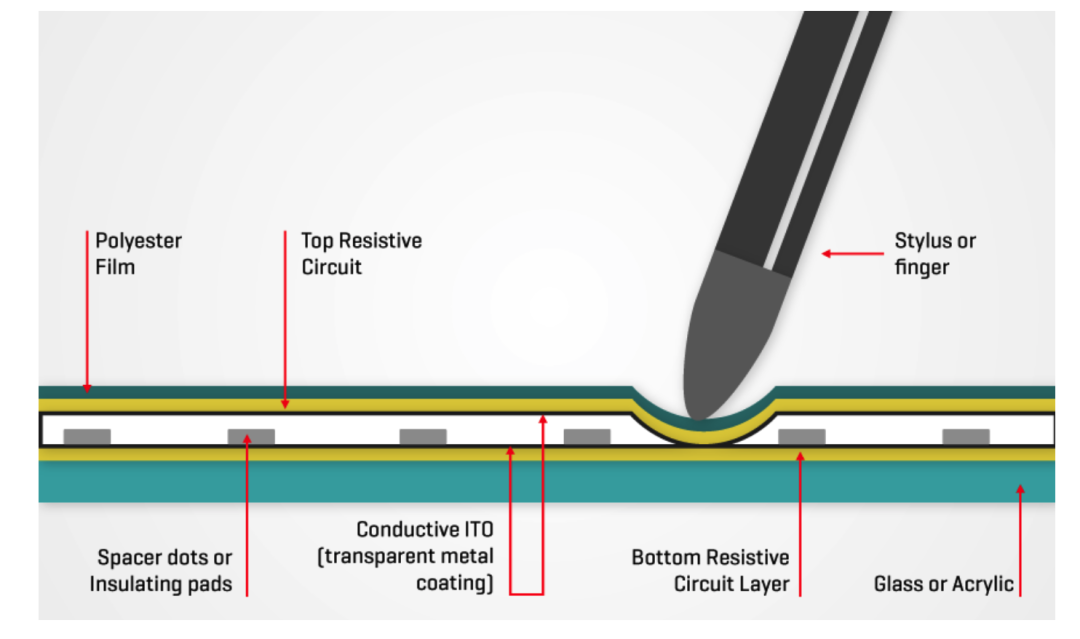 Polyester
Film
Top Resistive
Circuit
Stylus or
finger
Spacer dots or
Insulating pads
Conductive ITO
(transparent metal
coating)
Bottom Resistive
Circuit Layer
Glass or Acrylic